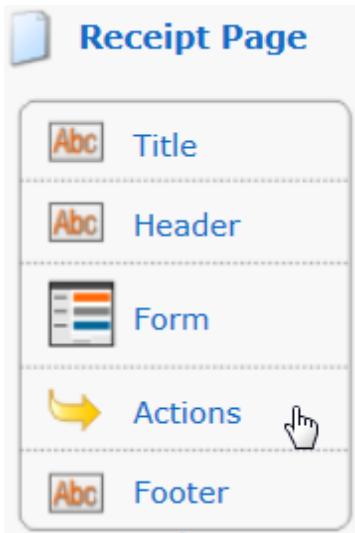 Receipt Page
Abc Title
Abc Header
Form
Actions
Abc Footer